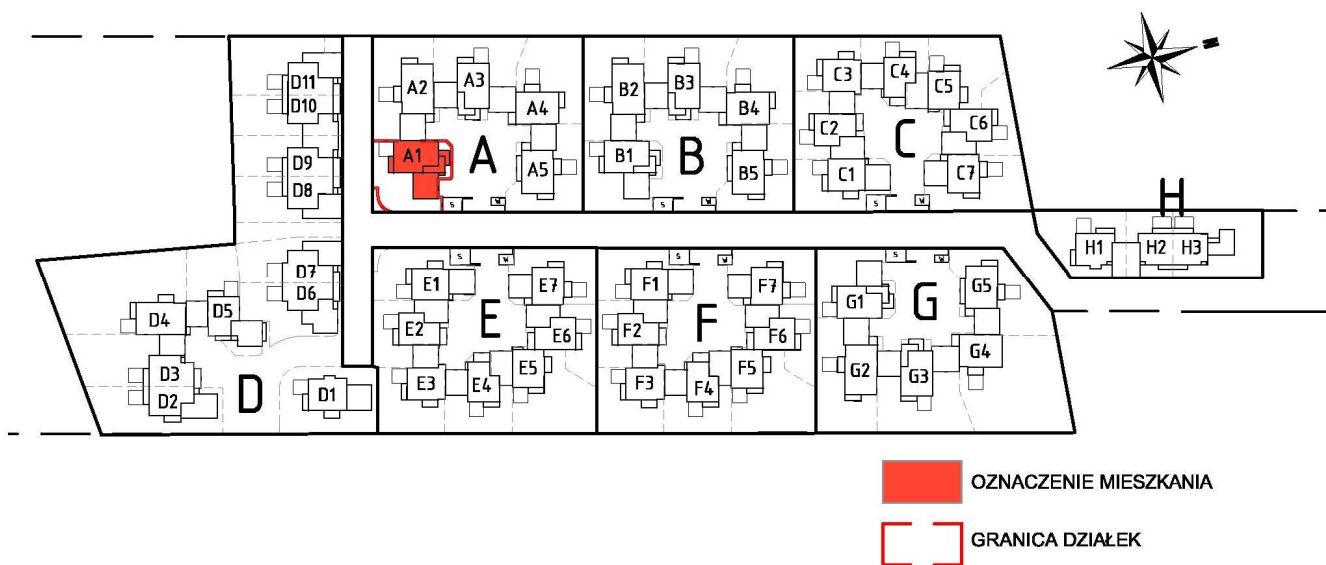 N
D11
D10
D9
D8
D7
D6
D5
D4
D3
D2
D1
D
A2
A3
A4
A1
A
A5
S
W
B2
B3
B4
B1
B
B5
S
W
C3
C4
C5
C2
C
C6
C1
C7
S
W
H
H1
H2
H3
S
W
E1
E7
E
E2
E6
E3
E4
E5
S
W
F1
F7
F
F2
F6
F3
F4
F5
S
W
G1
G
G5
G2
G3
G4
OZNACZENIE MIESZKANIA
GRANICA DZIAŁEK